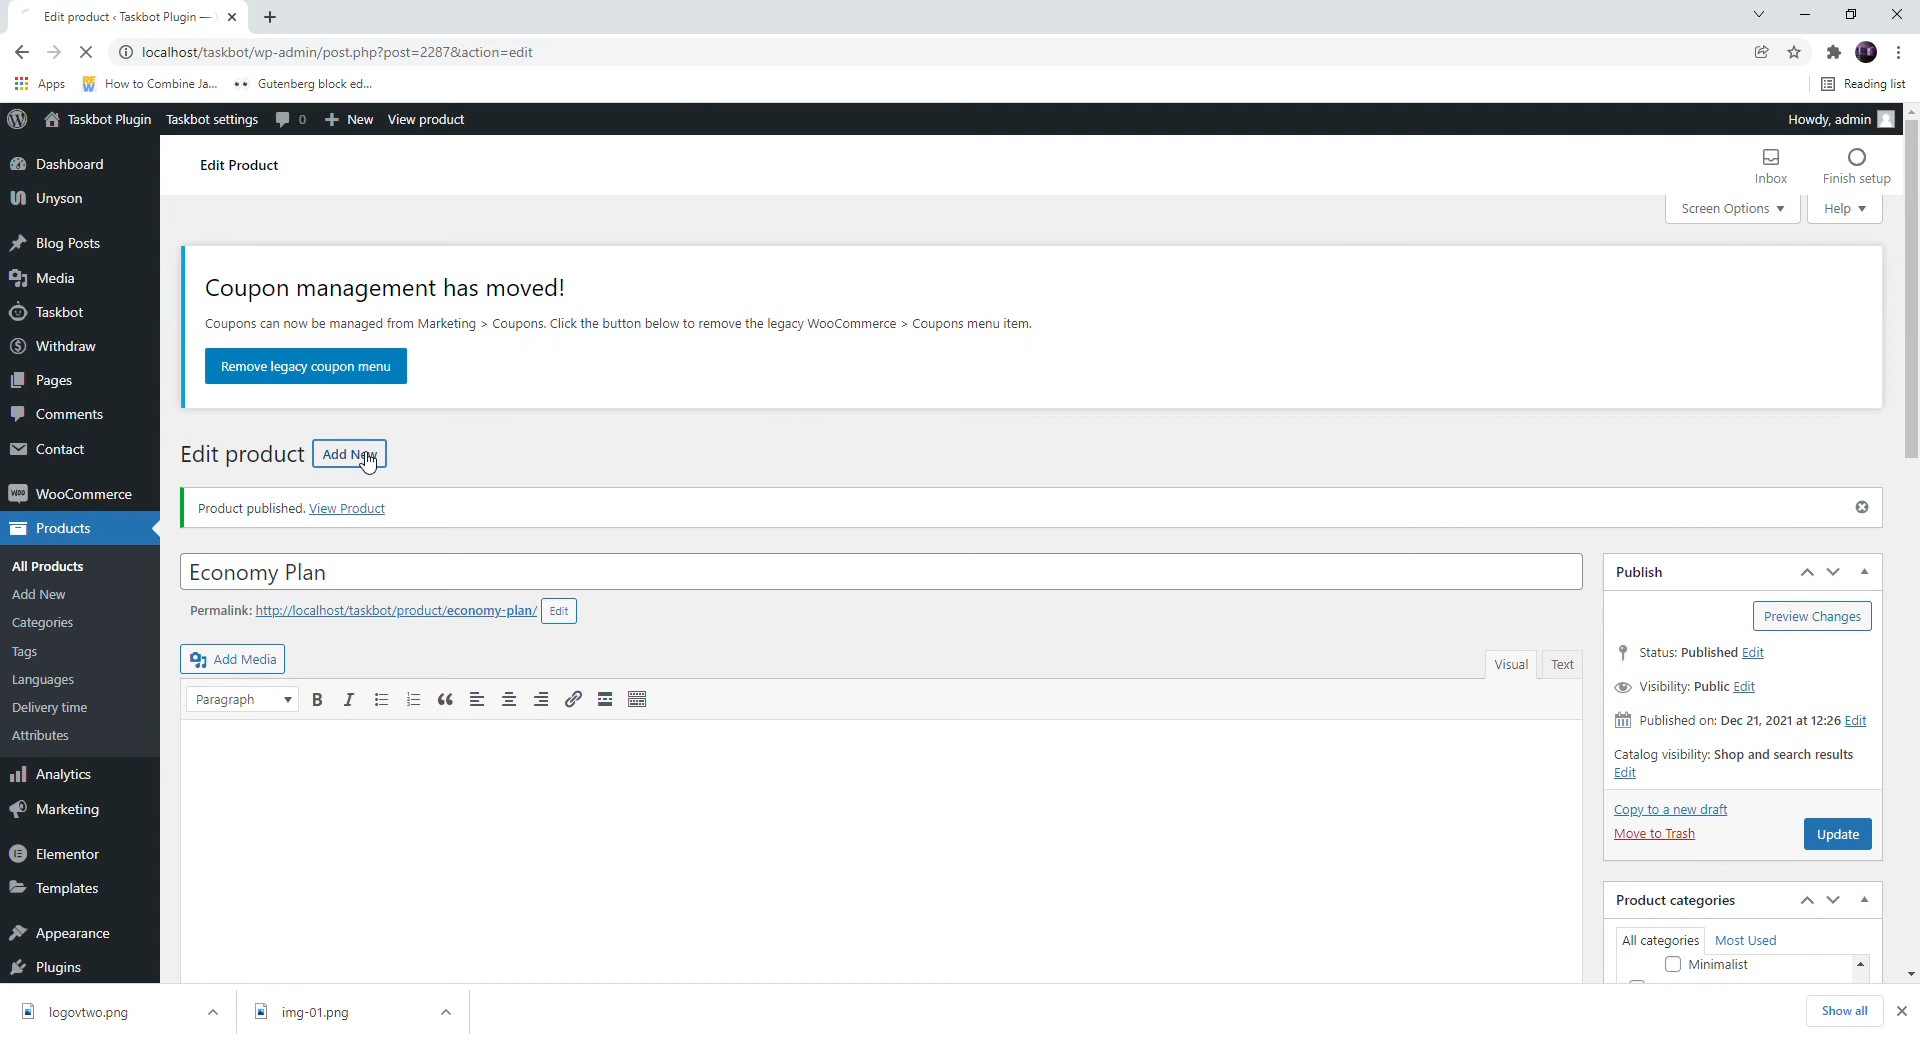 Edit product ‹ Taskbot Plugin —
localhost/taskbot/wp-admin/post.php?post=2287&action=edit
Apps How to Combine Ja... Gutenberg block ed... Reading list
Taskbot Plugin Taskbot settings 0 New View product Howdy, admin
Dashboard
Unyson
Blog Posts
Media
Taskbot
Withdraw
Pages
Comments
Contact
WooCommerce
Products
All Products
Add New
Categories
Tags
Languages
Delivery time
Attributes
Analytics
Marketing
Elementor
Templates
Appearance
Plugins
Edit Product
Inbox
Finish setup
Screen Options Help
Coupon management has moved!
Coupons can now be managed from Marketing > Coupons. Click the button below to remove the legacy WooCommerce > Coupons menu item.
Remove legacy coupon menu
Edit product Add New
Product published. View Product
Economy Plan
Permalink: http://localhost/taskbot/product/economy-plan/ Edit
Add Media
Visual Text
Paragraph
Publish
Preview Changes
Status: Published Edit
Visibility: Public Edit
Published on: Dec 21, 2021 at 12:26 Edit
Catalog visibility: Shop and search results
Edit
Copy to a new draft
Move to Trash
Update
Product categories
All categories Most Used
Minimalist
logovtwo.png img-01.png Show all